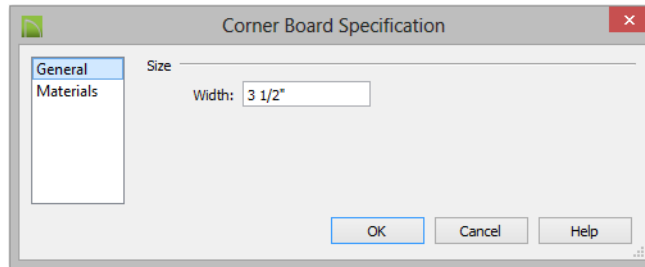 Corner Board Specification
General
Materials
Size
Width: 3 1/2"
OK Cancel Help